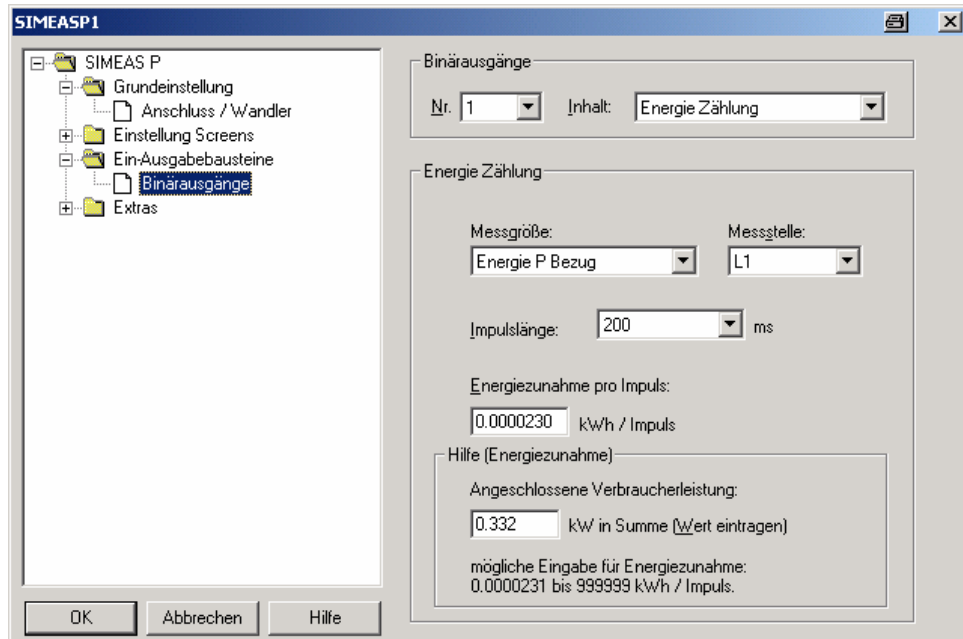 SIMEASP1
SIMEAS P
Grundeinstellung
Anschluss / Wandler
Einstellung Screens
Ein-Ausgabebausteine
Binärausgänge
Extras
OK Abbrechen Hilfe
Binärausgänge
Nr. 1 Inhalt: Energie Zählung
Energie Zählung
Messgröße: Messstelle:
Energie P Bezug L1
Impulslänge: 200 ms
Energiezunahme pro Impuls:
0.0000230 kWh / Impuls
Hilfe (Energiezunahme)
Angeschlossene Verbraucherleistung:
0.332 kW in Summe (Wert eintragen)
mögliche Eingabe für Energiezunahme:
0.0000231 bis 999999 kWh / Impuls.